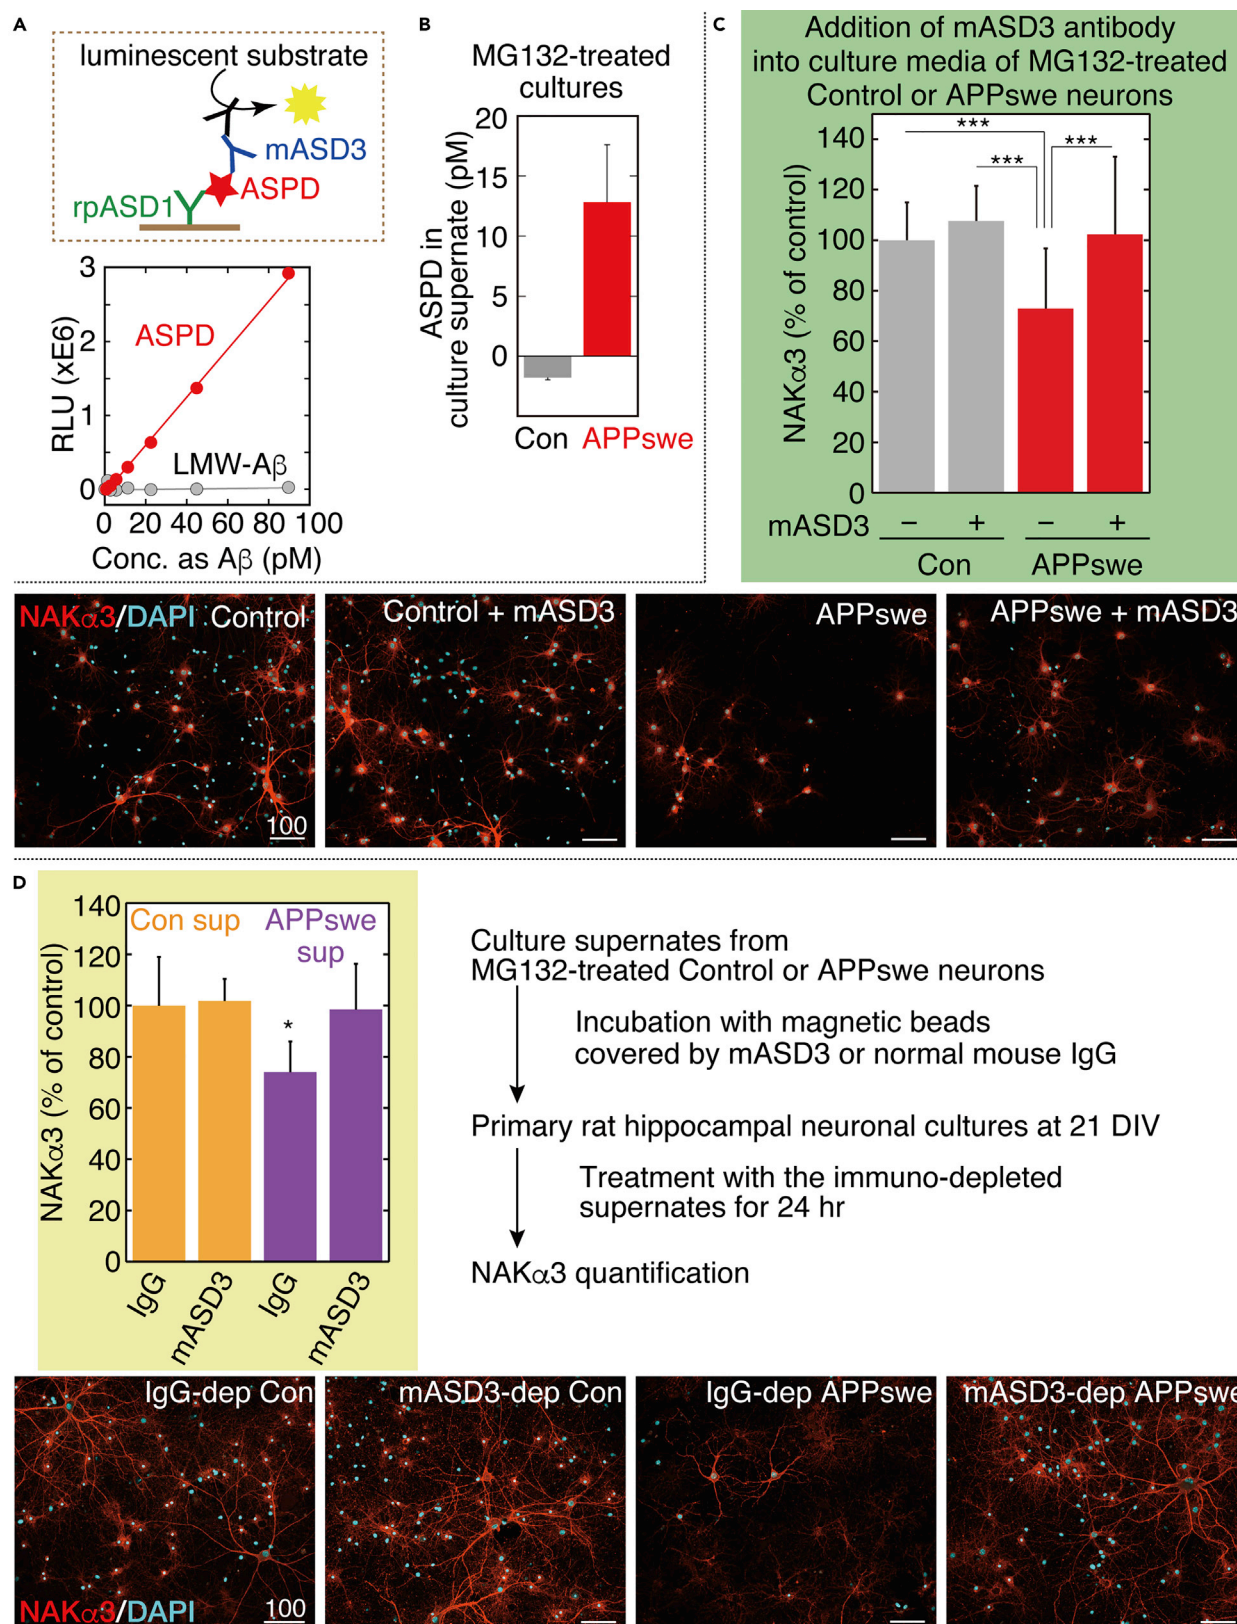 A
luminescent substrate
mASD3
ASPD
rpASD1
3
2
1
0
RLU (xE6)
ASPD
LMW-Aβ
0 20 40 60 80 100
Conc. as Aβ (pM)
B
MG132-treated
cultures
20
15
10
5
0
5
ASPD in
culture supernate (pM)
Con APPswe
C
Addition of mASD3 antibody
into culture media of MG132-treated
Control or APPswe neurons
140
120
100
80
60
40
20
0
NAKα3 (% of control)
***
***
***
mASD3 − + − +
Con APPswe
NAKα3/DAPI Control
100
Control + mASD3
APPswe
APPswe + mASD3
D
140
120
100
80
60
40
20
0
NAKα3 (% of control)
Con sup
APPswe
sup
*
IgG
mASD3
IgG
mASD3
Culture supernates from
MG132-treated Control or APPswe neurons
Incubation with magnetic beads
covered by mASD3 or normal mouse IgG
Primary rat hippocampal neuronal cultures at 21 DIV
Treatment with the immuno-depleted
supernates for 24 hr
NAKα3 quantification
IgG-dep Con
NAKα3/DAPI
100
mASD3-dep Con
IgG-dep APPswe
mASD3-dep APPswe